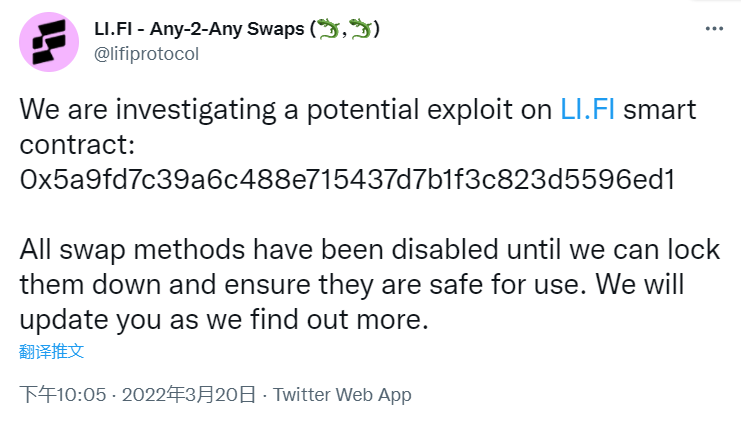 LI.FI - Any-2-Any Swaps (🦎,🦎)
@lifiprotocol
We are investigating a potential exploit on LI.FI smart
contract:
0x5a9fd7c39a6c488e715437d7b1f3c823d5596ed1
All swap methods have been disabled until we can lock
them down and ensure they are safe for use. We will
update you as we find out more.
翻译推文
下午10:05 · 2022年3月20日 · Twitter Web App